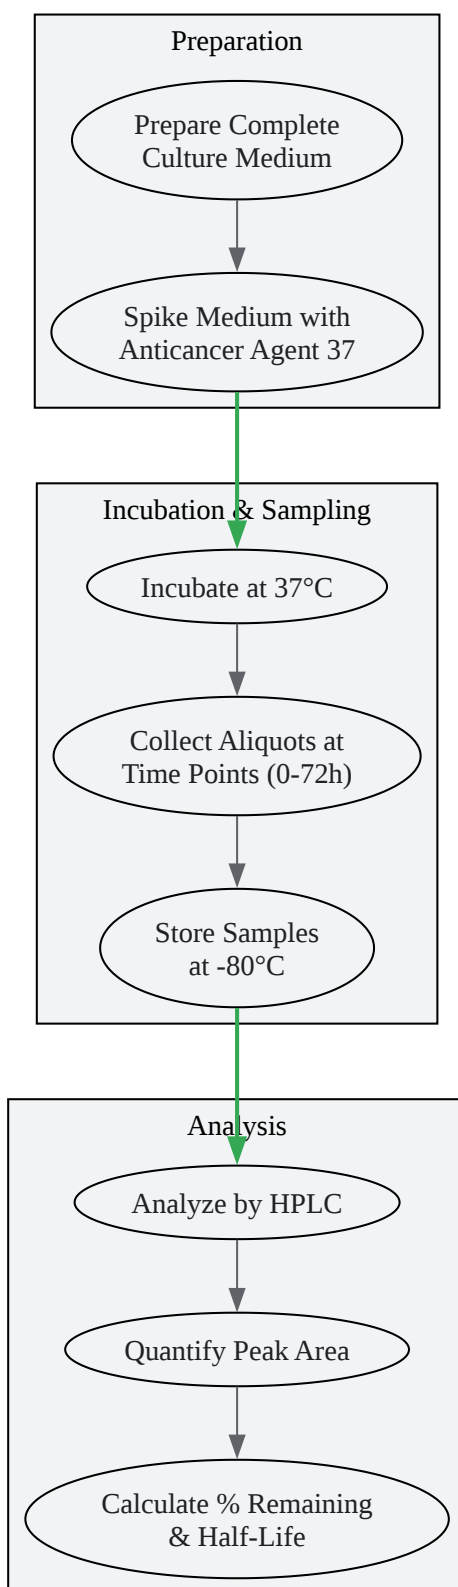 Preparation
Prepare Complete
Culture Medium
Spike Medium with
Anticancer Agent 37
Incubation & Sampling
Incubate at 37°C
Collect Aliquots at
Time Points (0-72h)
Store Samples
at -80°C
Analysis
Analyze by HPLC
Quantify Peak Area
Calculate % Remaining
& Half-Life